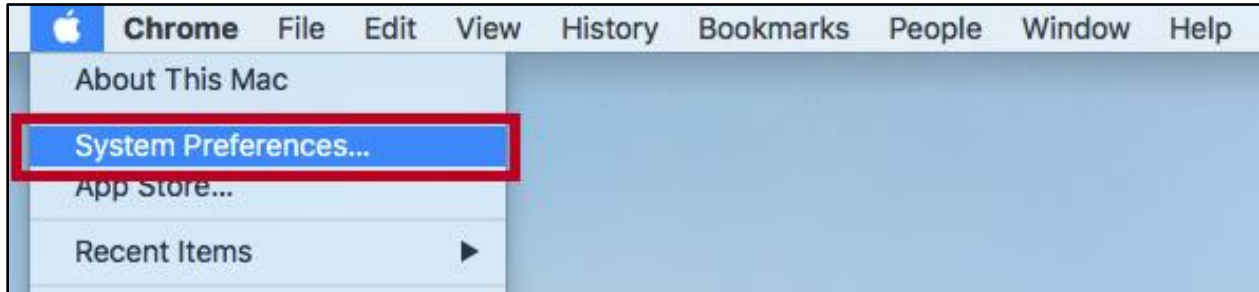 Chrome File Edit View History Bookmarks People Window Help
About This Mac
System Preferences...
App Store...
Recent Items